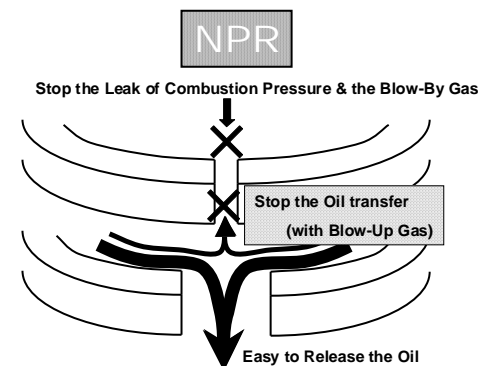 NPR
Stop the Leak of Combustion Pressure & the Blow-By Gas
Stop the Oil transfer
(with Blow-Up Gas)
Easy to Release the Oil